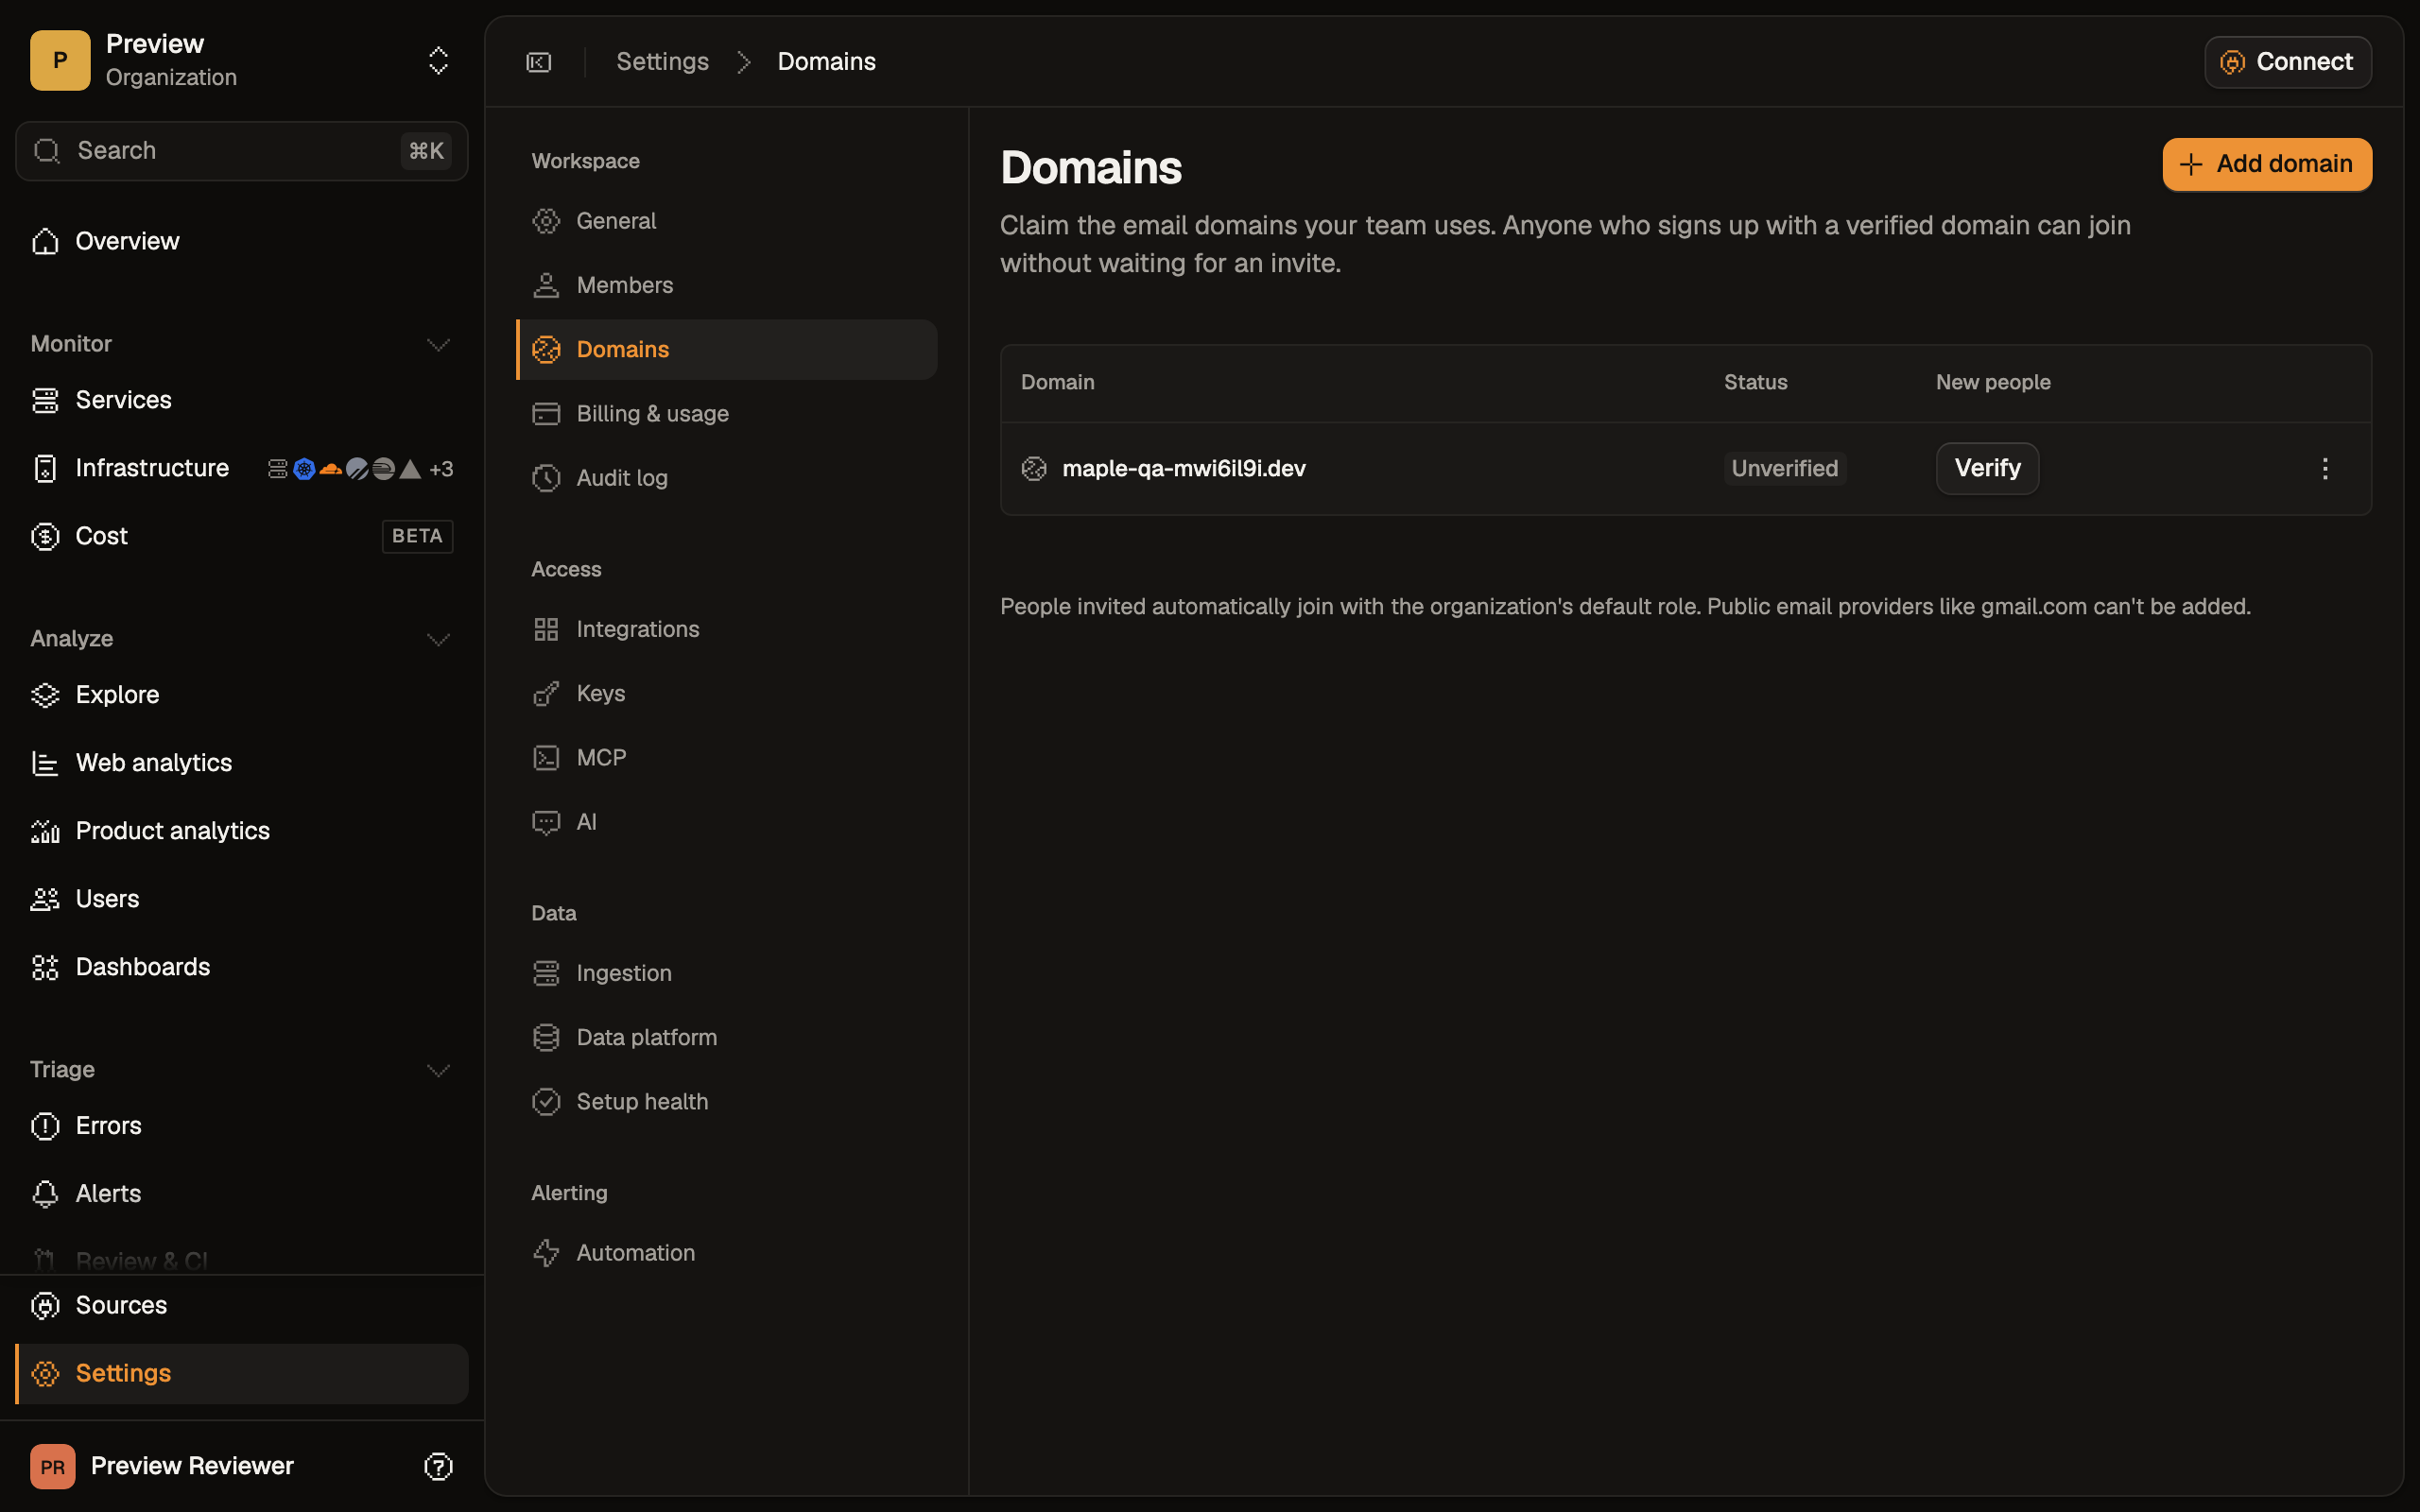 P
Preview
Organization
Search
⌘K
Overview
Monitor
Services
Infrastructure
+3
Cost
BETA
Analyze
Explore
Web analytics
Product analytics
Users
Dashboards
Triage
Errors
Alerts
Review & CI
Sources
Settings
PR
Preview Reviewer
Settings
Domains
Connect
Workspace
General
Members
Domains
Billing & usage
Audit log
Access
Integrations
Keys
MCP
AI
Data
Ingestion
Data platform
Setup health
Alerting
Automation
Domains
Add domain
Claim the email domains your team uses. Anyone who signs up with a verified domain can join
without waiting for an invite.
Domain
Status
New people
maple-qa-mwi6il9i.dev
Unverified
Verify
People invited automatically join with the organization's default role. Public email providers like gmail.com can't be added.